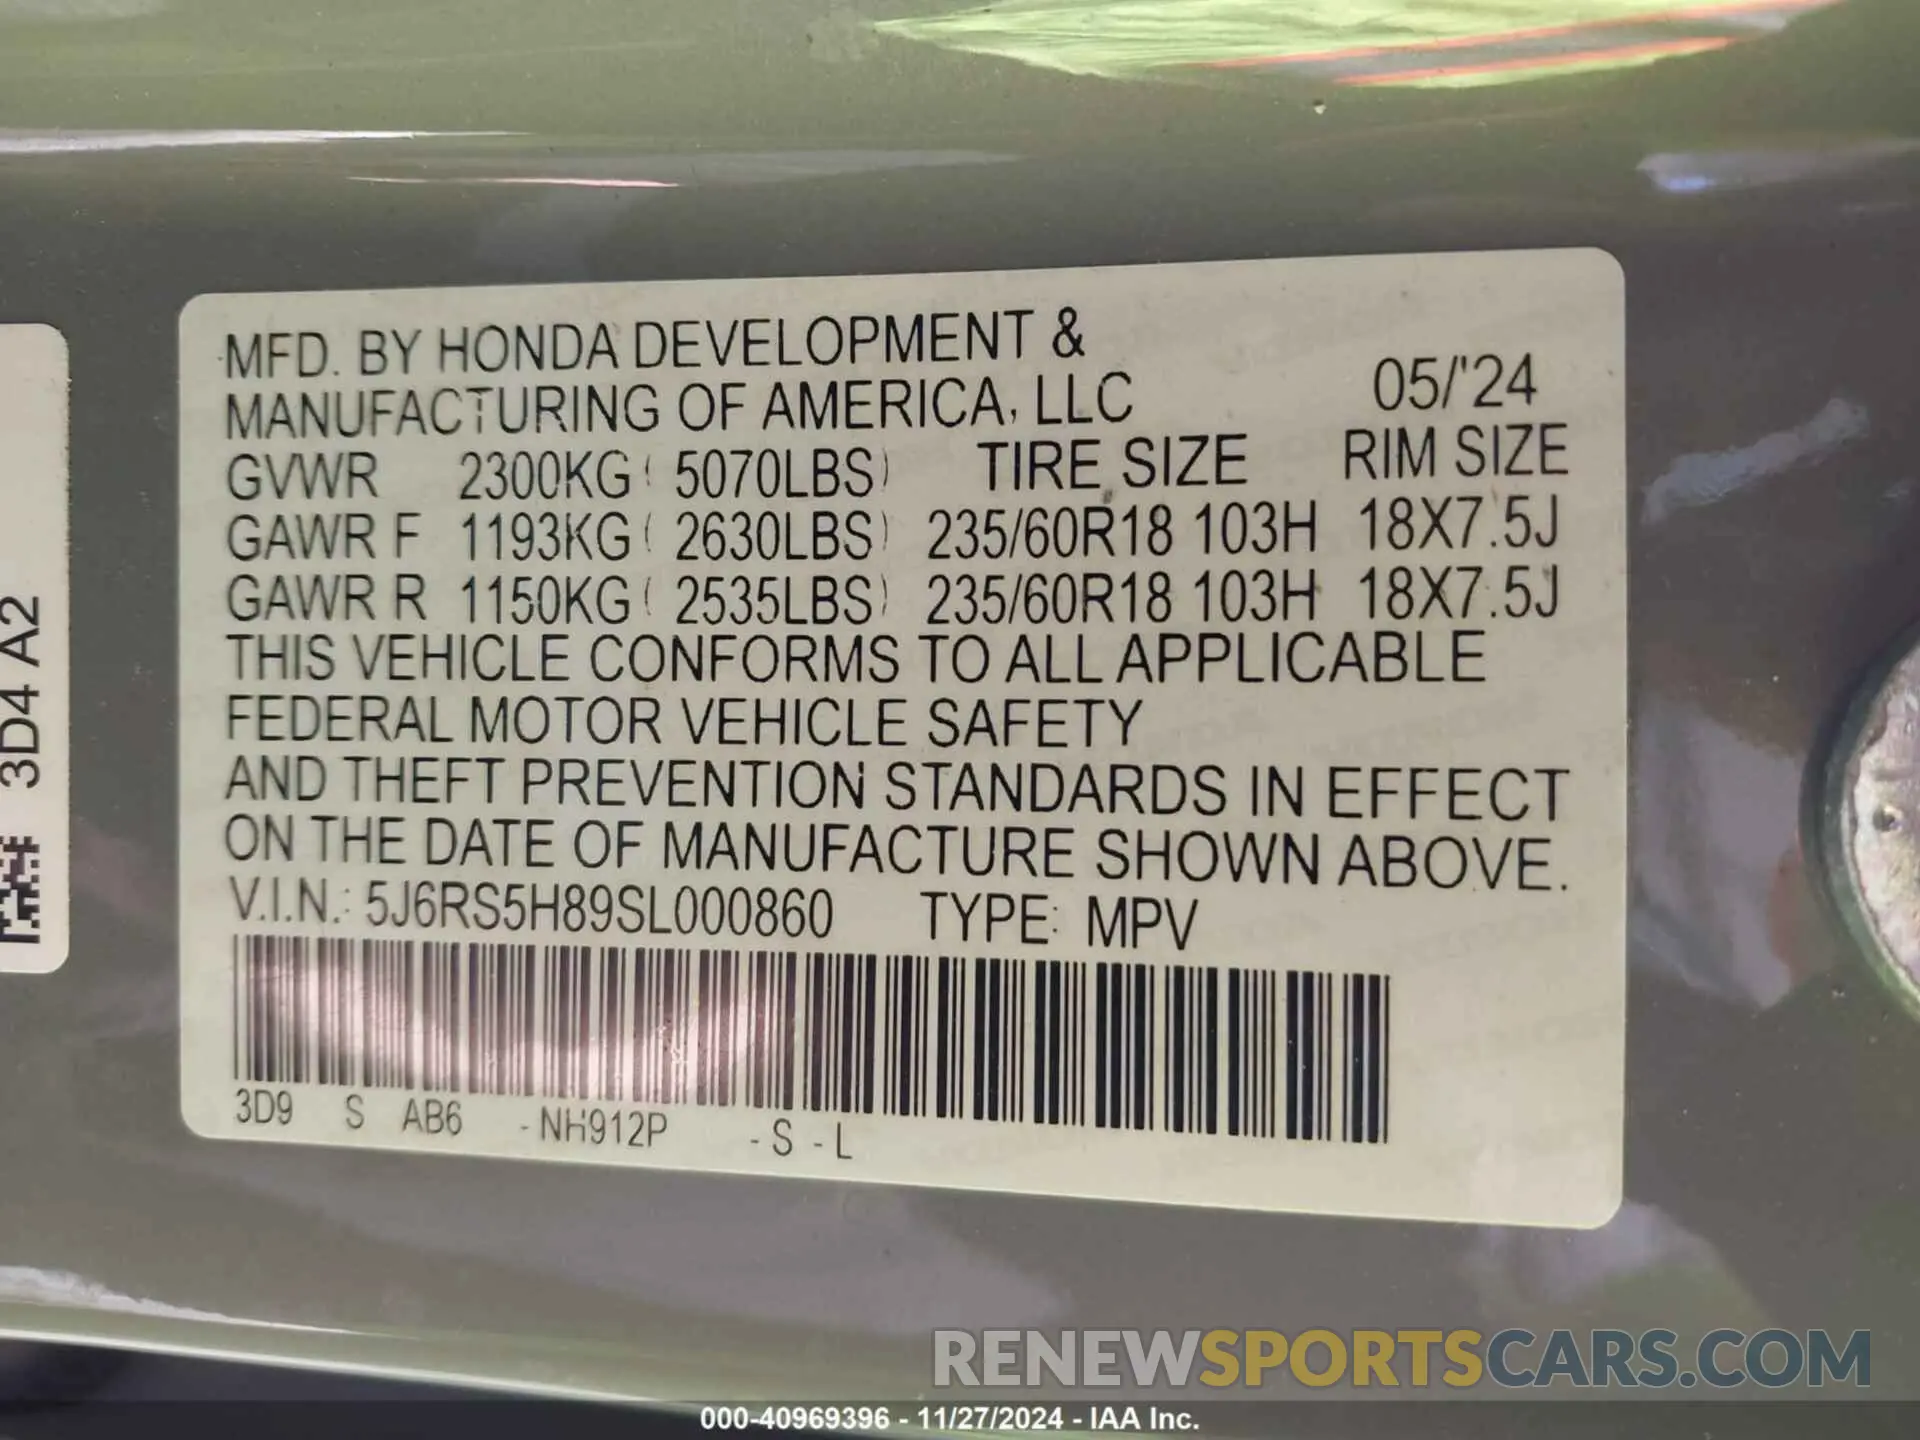 MFD. BY HONDA DEVELOPMENT &
MANUFACTURING OF AMERICA, LLC 05/'24
GVWR 2300KG ( 5070LBS) TIRE SIZE RIM SIZE
GAWR F 1193KG ( 2630LBS) 235/60R18 103H 18X7.5J
GAWR R 1150KG ( 2535LBS) 235/60R18 103H 18X7.5J
THIS VEHICLE CONFORMS TO ALL APPLICABLE
FEDERAL MOTOR VEHICLE SAFETY
AND THEFT PREVENTION STANDARDS IN EFFECT
ON THE DATE OF MANUFACTURE SHOWN ABOVE.
V.I.N.: 5J6RS5H89SL000860 TYPE: MPV
3D9 S AB6 -NH912P -S -L
3D4 A2
RENEWSPORTSCARS.COM
000-40969396 - 11/27/2024 - IAA Inc.